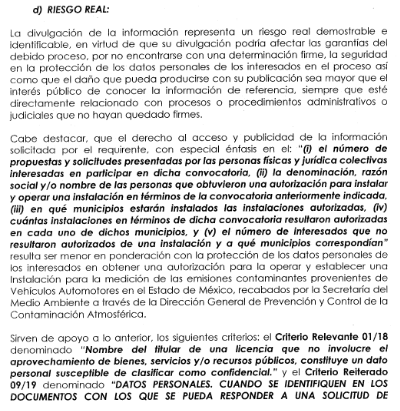 d) RIESGO REAL:
La divulgación de la información representa un riesgo real demostrable e
identificable, en virtud de que su divulgación podría afectar las garantías del
debido proceso, por no encontrarse con una determinación firme, la seguridad
en la protección de los datos personales de los interesados en el proceso así
como que el daño que pueda producirse con su publicación sea mayor que el
interés público de conocer la información de referencia, siempre que esté
directamente relacionado con procesos o procedimientos administrativos o
judiciales que no hayan quedado firmes.
Cabe destacar, que el derecho al acceso y publicidad de la información
solicitada por el requirente, con especial énfasis en el: "(i) el número de
propuestas y solicitudes presentadas por las personas físicas y jurídica colectivas
interesadas en participar en dicha convocatoria, (ii) la denominación, razón
social y/o nombre de las personas que obtuvieron una autorización para instalar
y operar una instalación en términos de la convocatoria anteriormente indicada,
(iii) en qué municipios estarán instalados las instalaciones autorizadas, (iv)
cuántas instalaciones en términos de dicha convocatoria resultaron autorizadas
en cada uno de dichos municipios, y (v) el número de interesados que no
resultaron autorizados de una instalación y a qué municipios correspondían"
resulta ser menor en ponderación con la protección de los datos personales de
los interesados en obtener una autorización para la operar y establecer una
Instalación para la medición de las emisiones contaminantes provenientes de
Vehículos Automotores en el Estado de México, recabados por la Secretaría del
Medio Ambiente a través de la Dirección General de Prevención y Control de la
Contaminación Atmosférica.
Sirven de apoyo a lo anterior, los siguientes criterios: el Criterio Relevante 01/18
denominado "Nombre del titular de una licencia que no involucre el
aprovechamiento de bienes, servicios y/o recursos públicos, constituye un dato
personal susceptible de clasificar como confidencial." y el Criterio Reiterado
09/19 denominado "DATOS PERSONALES. CUANDO SE IDENTIFIQUEN EN LOS
DOCUMENTOS CON LOS QUE SE PUEDA RESPONDER A UNA SOLICITUD DE